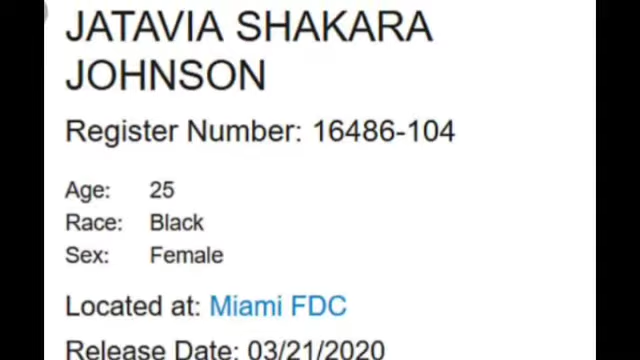 JATAVIA SHAKARA
JOHNSON
Register Number: 16486-104
Age: 25
Race: Black
Sex: Female
Located at: Miami FDC
Release Date: 03/21/2020